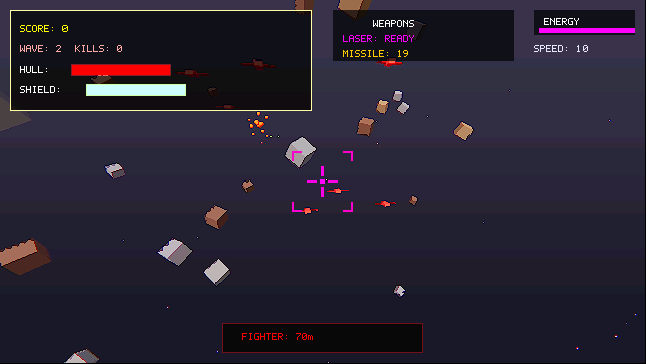 SCORE: 0
WAVE: 2 KILLS: 0
HULL:
SHIELD:
WEAPONS
LASER: READY
MISSILE: 19
ENERGY
SPEED: 10
FIGHTER: 70m